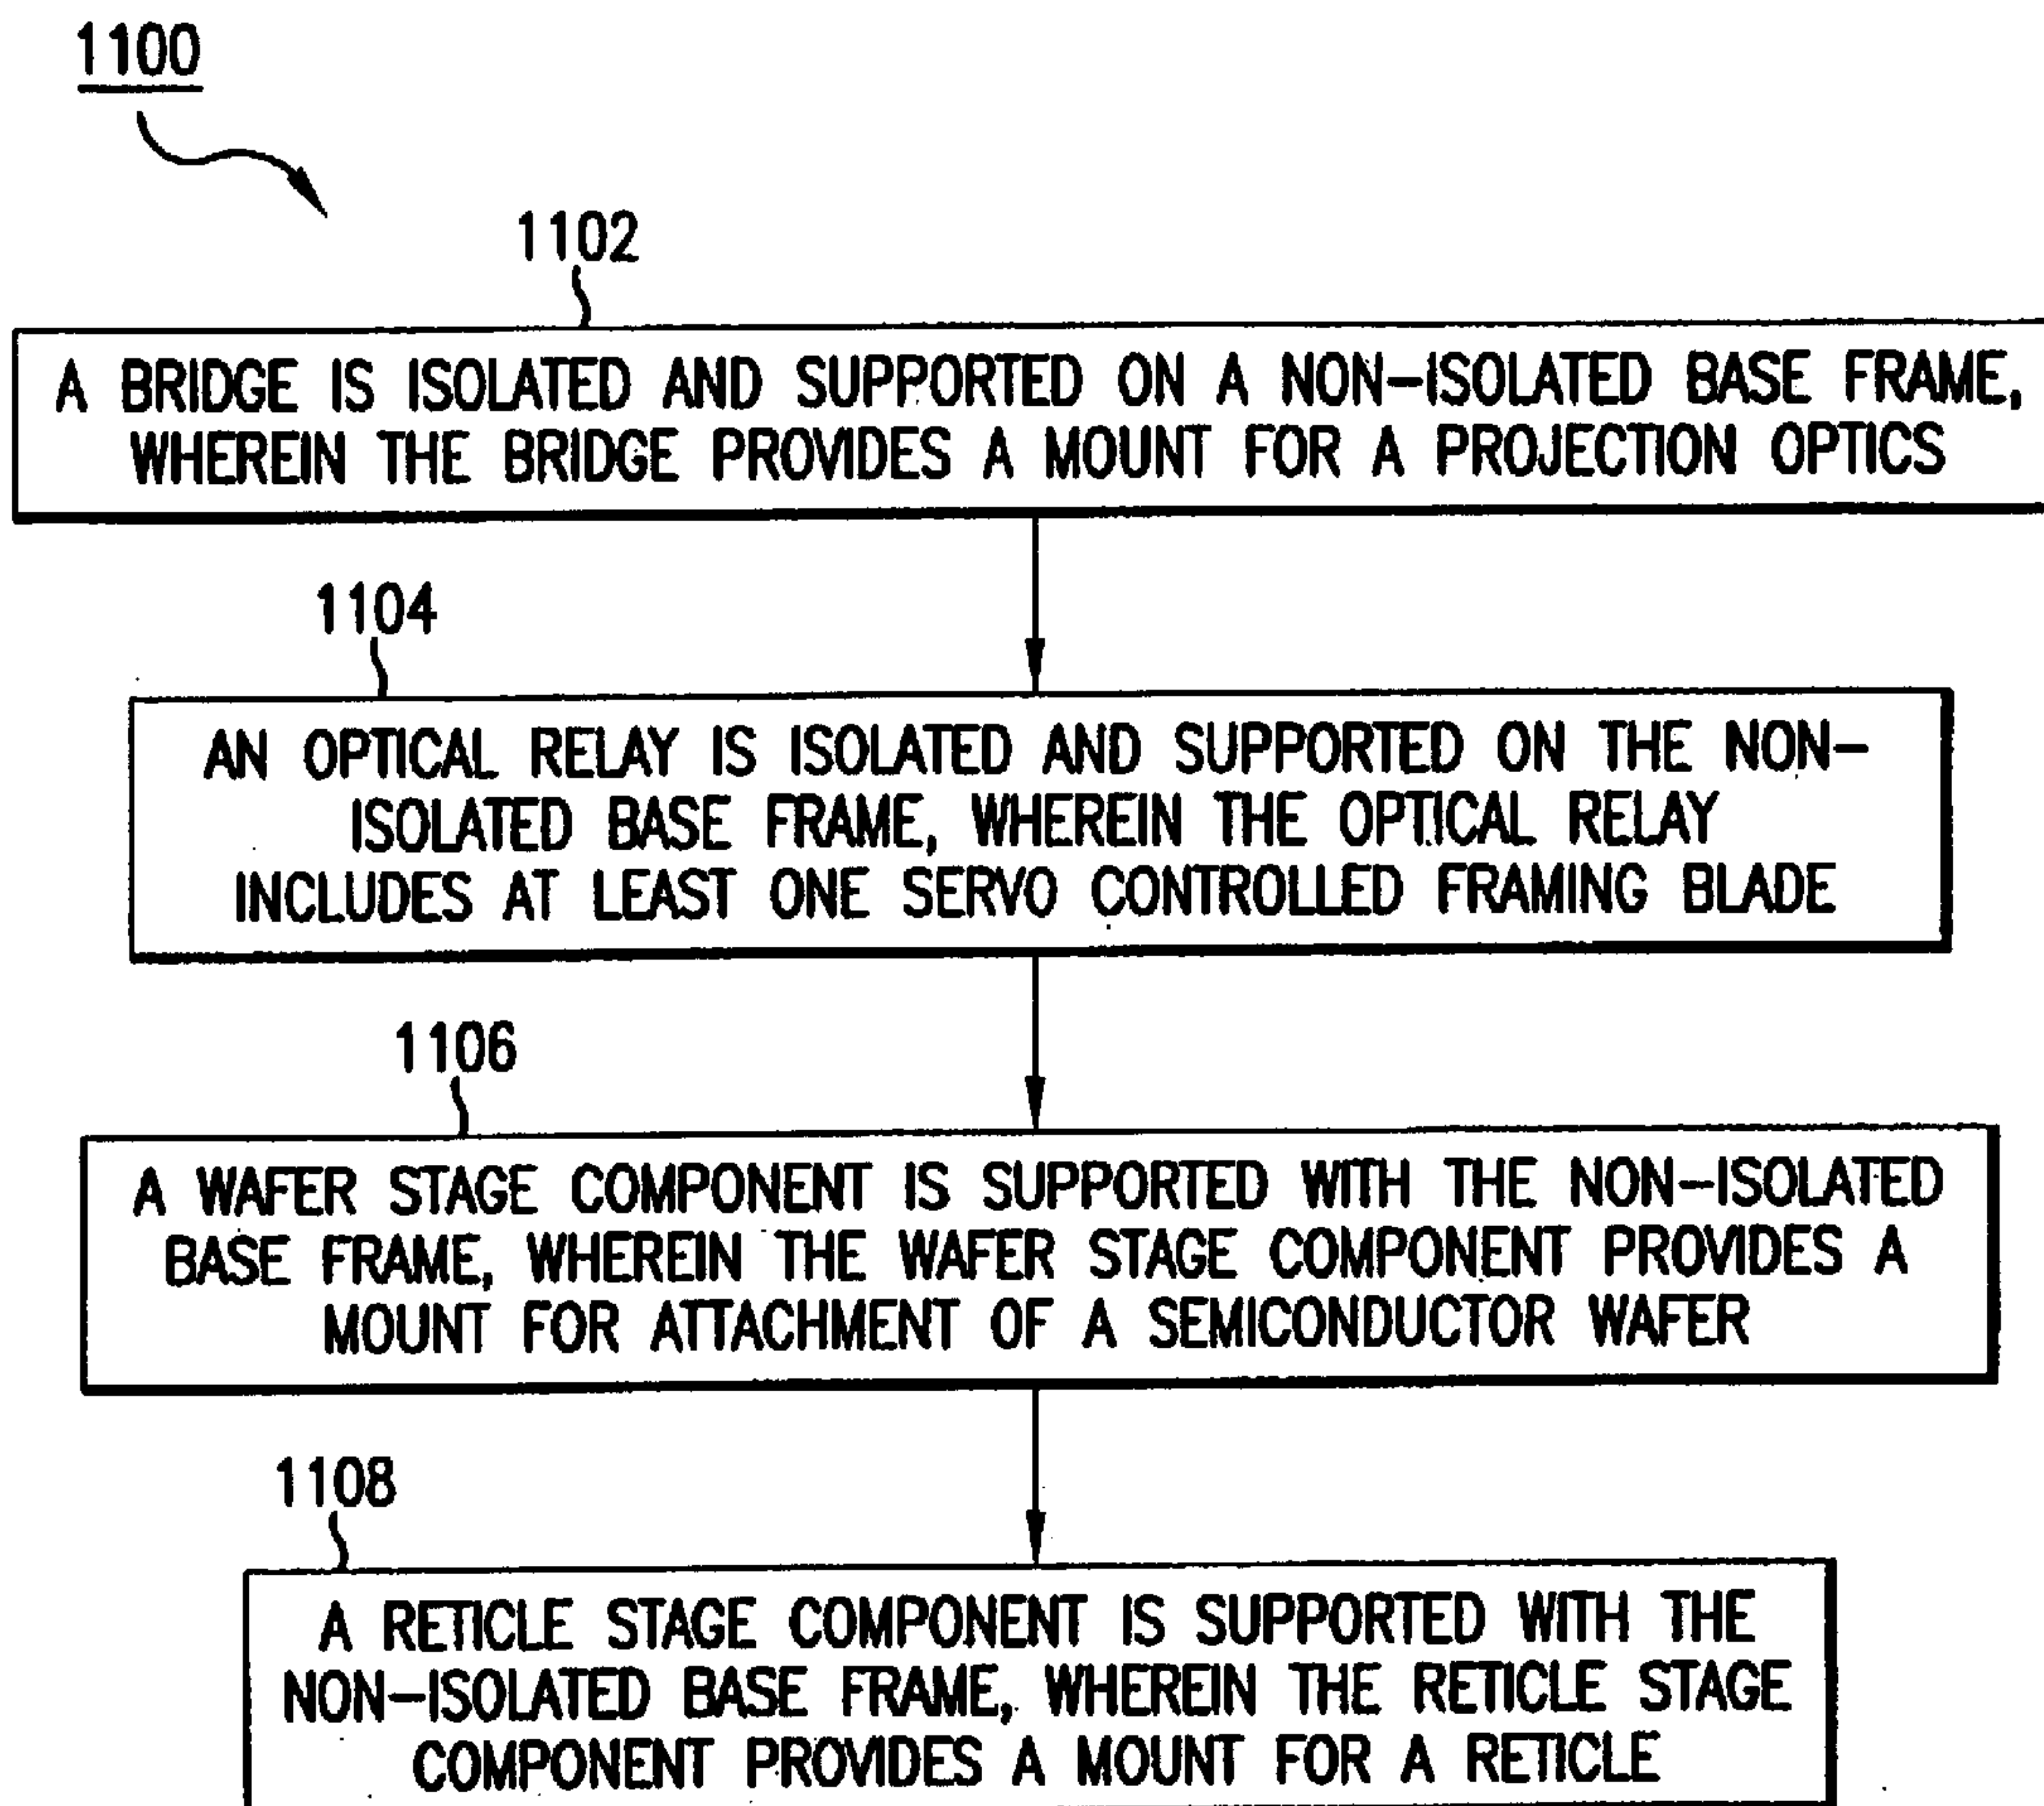 1100
1102
A BRIDGE IS ISOLATED AND SUPPORTED ON A NON-ISOLATED BASE FRAME,
WHEREIN THE BRIDGE PROVIDES A MOUNT FOR A PROJECTION OPTICS
1104
AN OPTICAL RELAY IS ISOLATED AND SUPPORTED ON THE NON-
ISOLATED BASE FRAME, WHEREIN THE OPTICAL RELAY
INCLUDES AT LEAST ONE SERVO CONTROLLED FRAMING BLADE
1106
A WAFER STAGE COMPONENT IS SUPPORTED WITH THE NON-ISOLATED
BASE FRAME, WHEREIN THE WAFER STAGE COMPONENT PROVIDES A
MOUNT FOR ATTACHMENT OF A SEMICONDUCTOR WAFER
1108
A RETICLE STAGE COMPONENT IS SUPPORTED WITH THE
NON-ISOLATED BASE FRAME, WHEREIN THE RETICLE STAGE
COMPONENT PROVIDES A MOUNT FOR A RETICLE